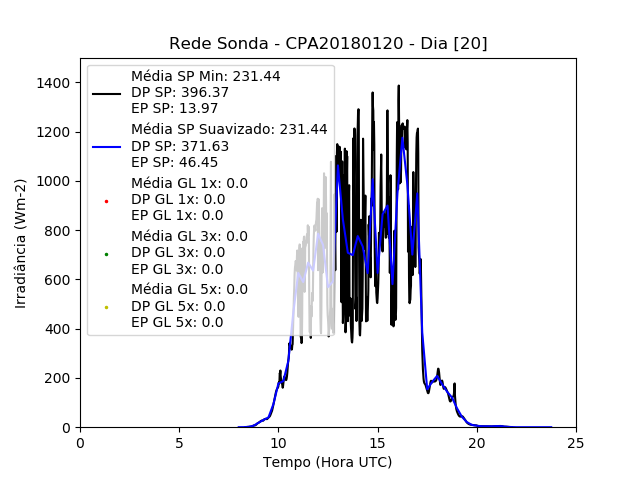 Rede Sonda - CPA20180120 - Dia [20]
Média SP Min: 231.44
DP SP: 396.37
EP SP: 13.97
Média SP Suavizado: 231.44
DP SP: 371.63
EP SP: 46.45
Média GL 1x: 0.0
DP GL 1x: 0.0
EP GL 1x: 0.0
Média GL 3x: 0.0
DP GL 3x: 0.0
EP GL 3x: 0.0
Média GL 5x: 0.0
DP GL 5x: 0.0
EP GL 5x: 0.0
Irradiância (Wm-2)
1400
1200
1000
800
600
400
200
0
0 5 10 15 20 25
Tempo (Hora UTC)